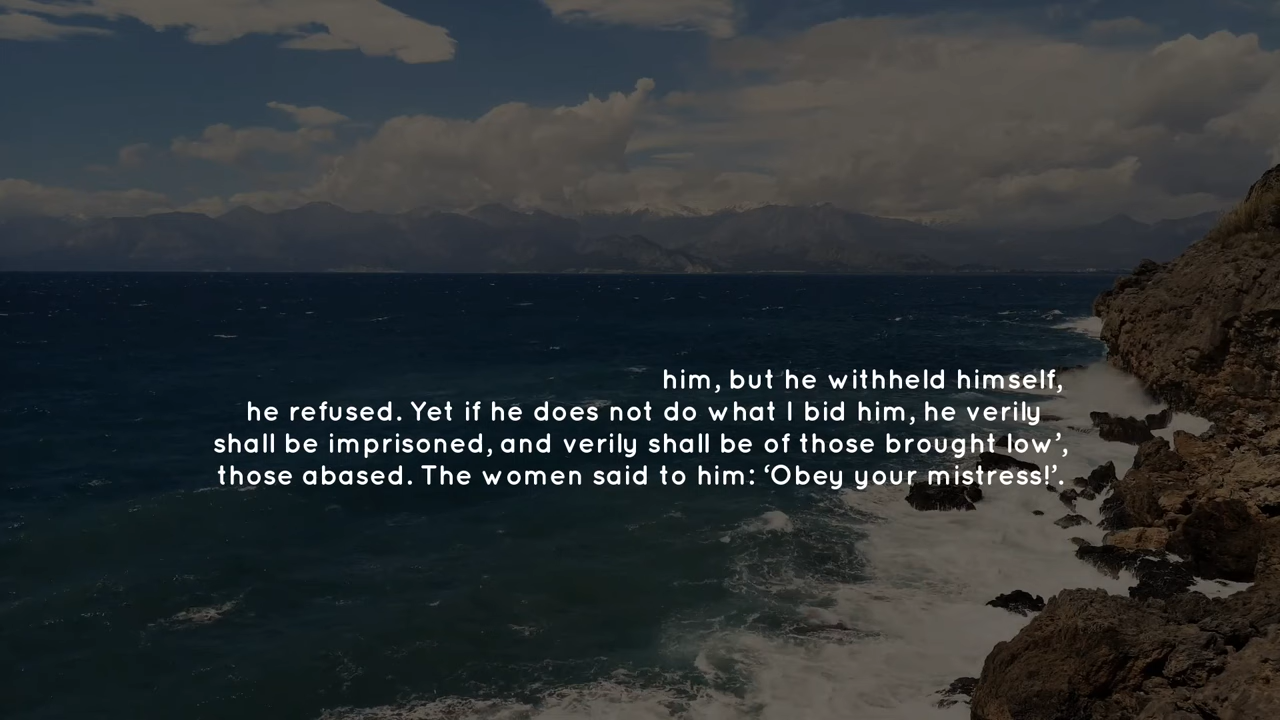 him, but he withheld himself,
he refused. Yet if he does not do what I bid him, he verily
shall be imprisoned, and verily shall be of those brought low’,
those abased. The women said to him: ‘Obey your mistress!’.